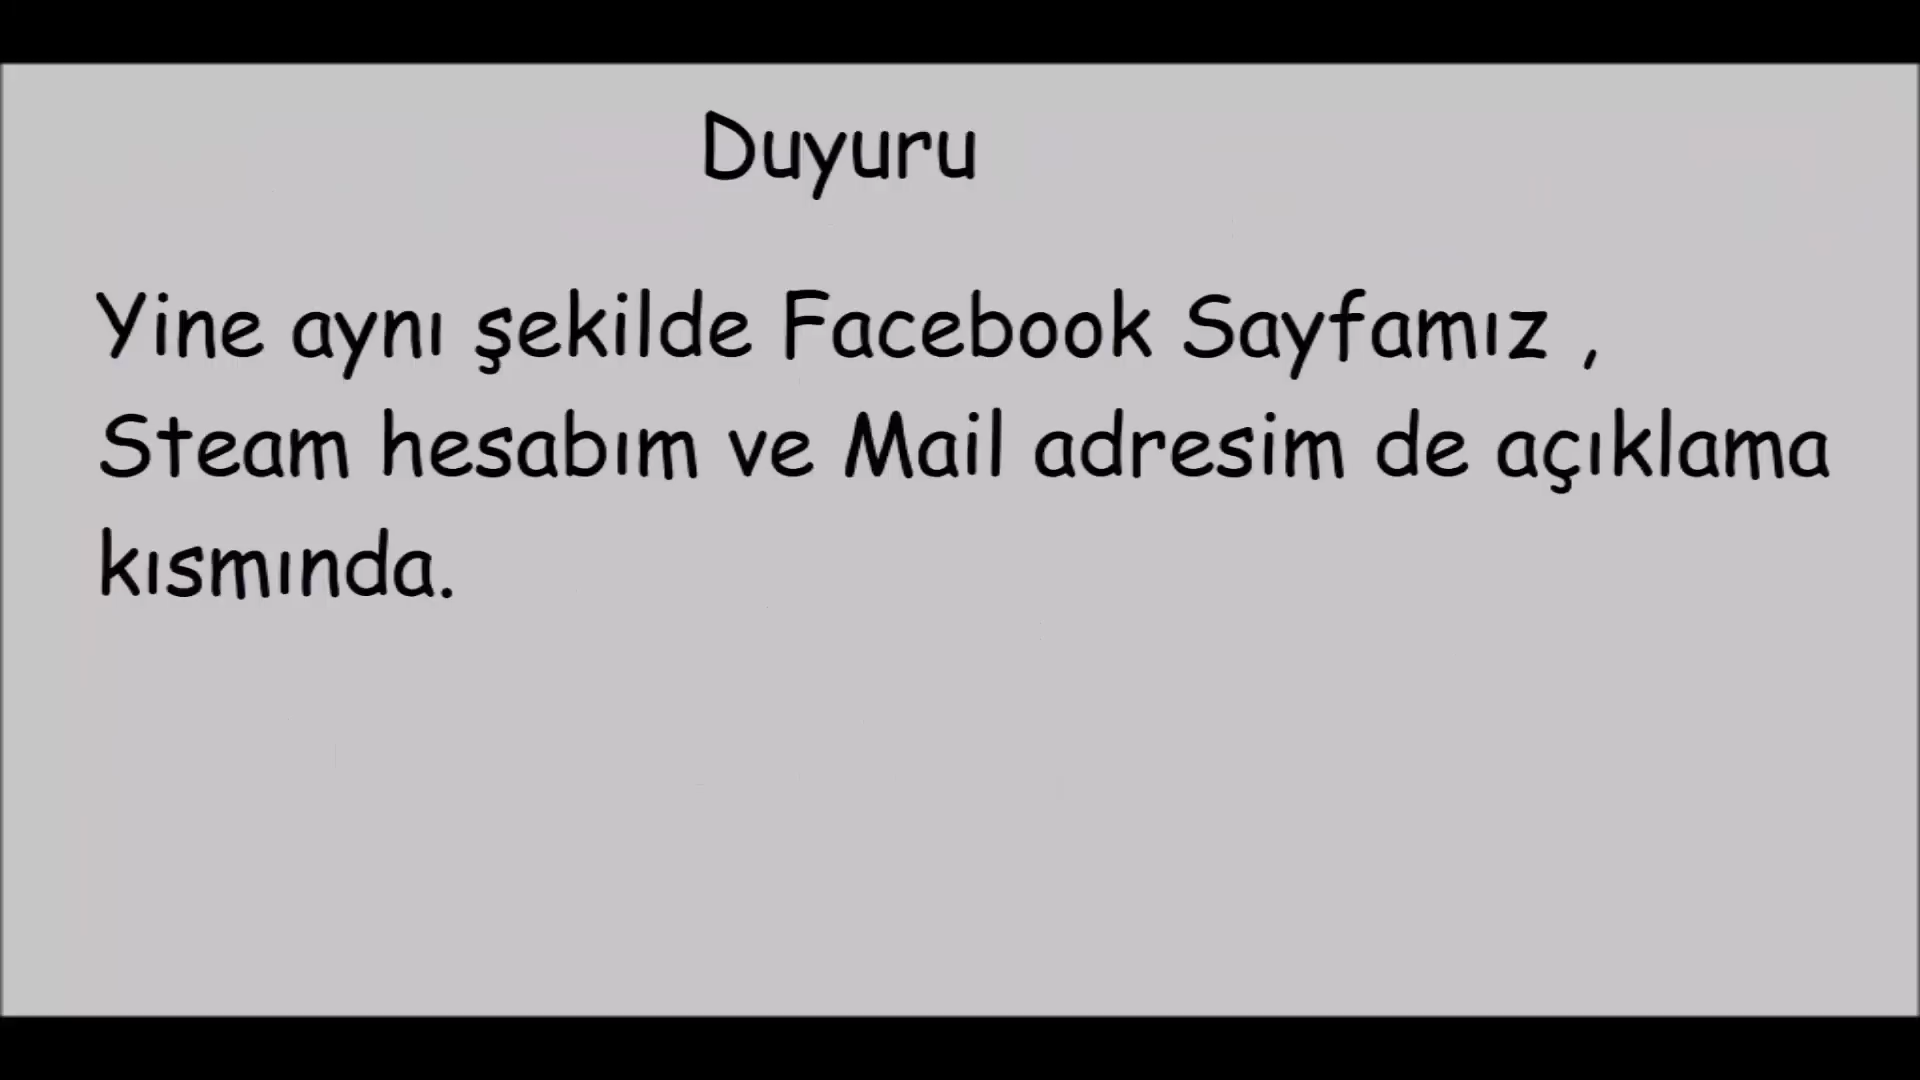 Duyuru
Yine aynı şekilde Facebook Sayfamız ,
Steam hesabım ve Mail adresim de açıklama
kısmında.